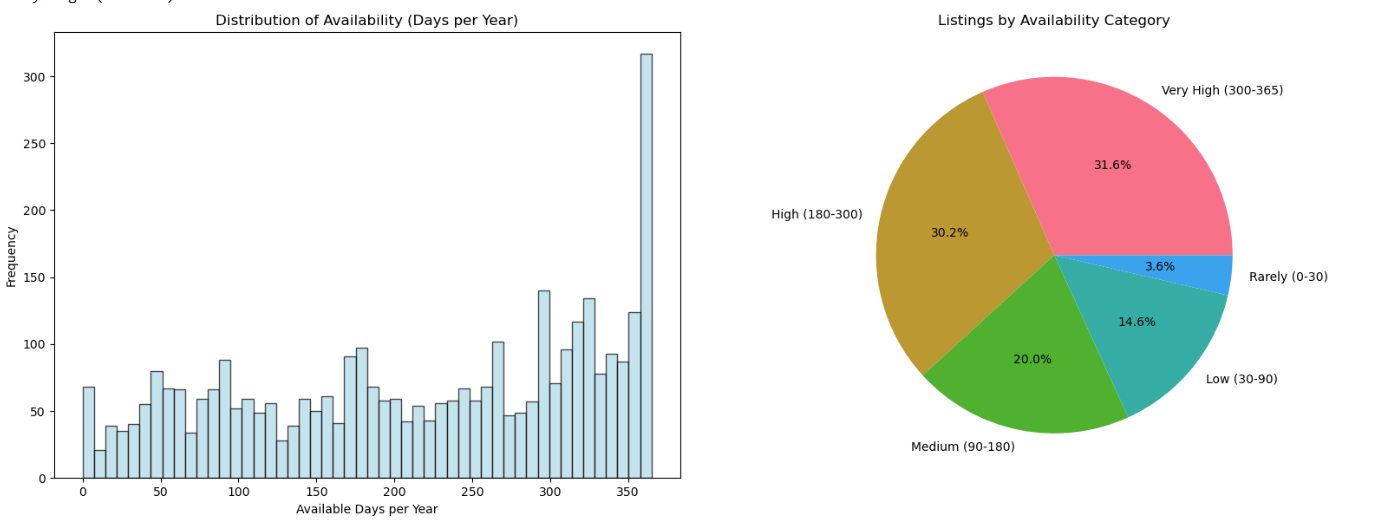 Distribution of Availability (Days per Year)
Frequency
300
250
200
150
100
50
0
0 50 100 150 200 250 300 350
Available Days per Year
Listings by Availability Category
Very High (300-365)
31.6%
High (180-300)
30.2%
3.6%
Rarely (0-30)
14.6%
20.0%
Low (30-90)
Medium (90-180)